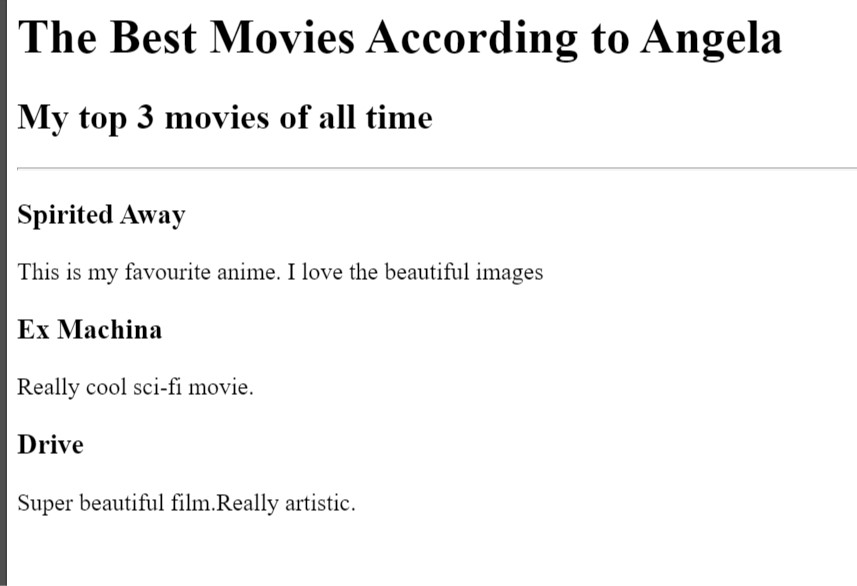 The Best Movies According to Angela
My top 3 movies of all time
Spirited Away
This is my favourite anime. I love the beautiful images
Ex Machina
Really cool sci-fi movie.
Drive
Super beautiful film.Really artistic.